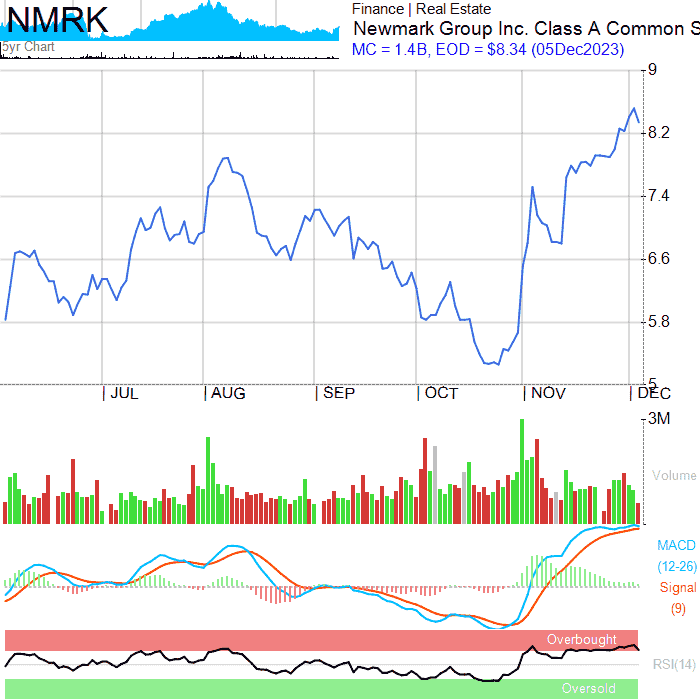 NMRK
5yr Chart
Finance | Real Estate
Newmark Group Inc. Class A Common S
MC = 1.4B, EOD = $8.34 (05Dec2023)
9
8.2
7.4
6.6
5.8
5
| JUL | AUG | SEP | OCT | NOV | DEC
3M
Volume
MACD
(12-26)
Signal
(9)
Overbought
RSI(14)
Oversold